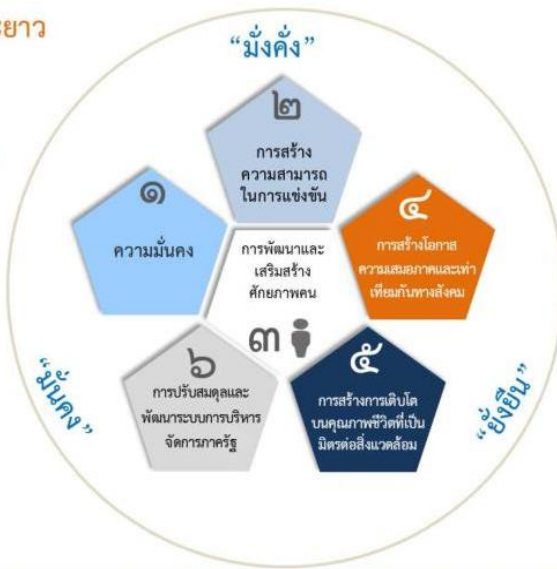 ะยาว
“มั่งคั่ง”
๒
การสร้าง
ความสามารถ
ในการแข่งขัน
๑
ความมั่นคง
๔
การสร้างโอกาส
ความเสมอภาคและเท่า
เทียมกันทางสังคม
การพัฒนาและ
เสริมสร้าง
ศักยภาพคน
๓
๖
การปรับสมดุลและ
พัฒนาระบบการบริหาร
จัดการภาครัฐ
๕
การสร้างการเติบโต
บนคุณภาพชีวิตที่เป็น
มิตรต่อสิ่งแวดล้อม
“มั่นคง”
“ยั่งยืน”